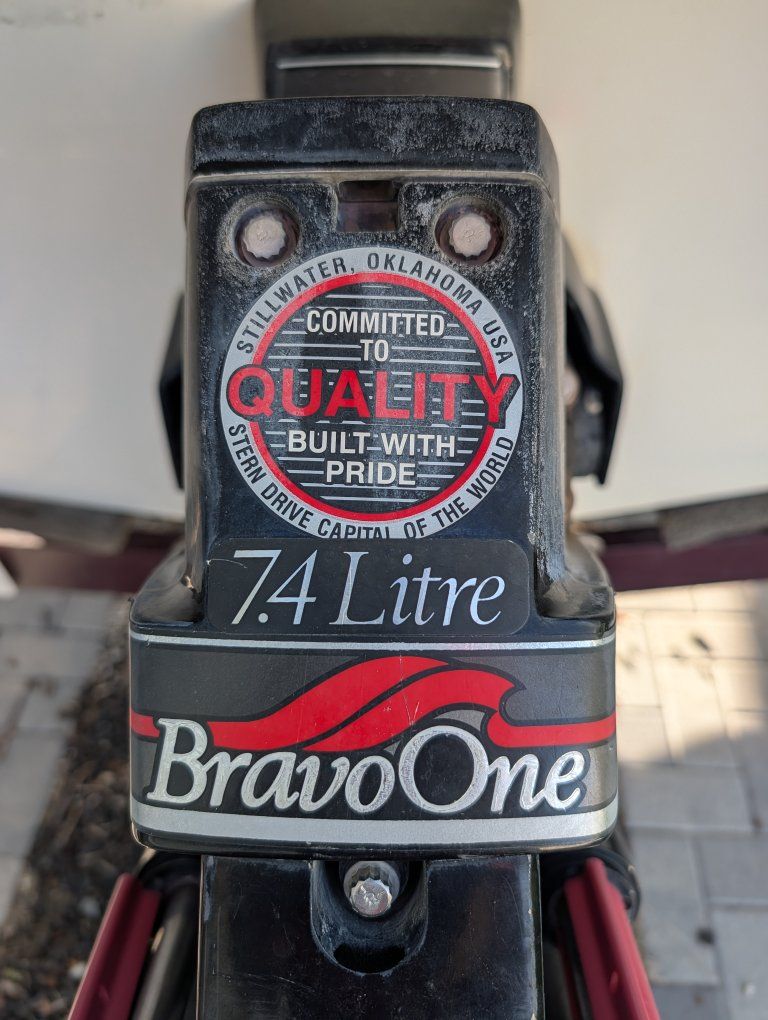 STILLWATER, OKLAHOMA USA
COMMITTED
TO
QUALITY
BUILT WITH
PRIDE
STERN DRIVE CAPITAL OF THE WORLD
7.4 Litre
BravoOne